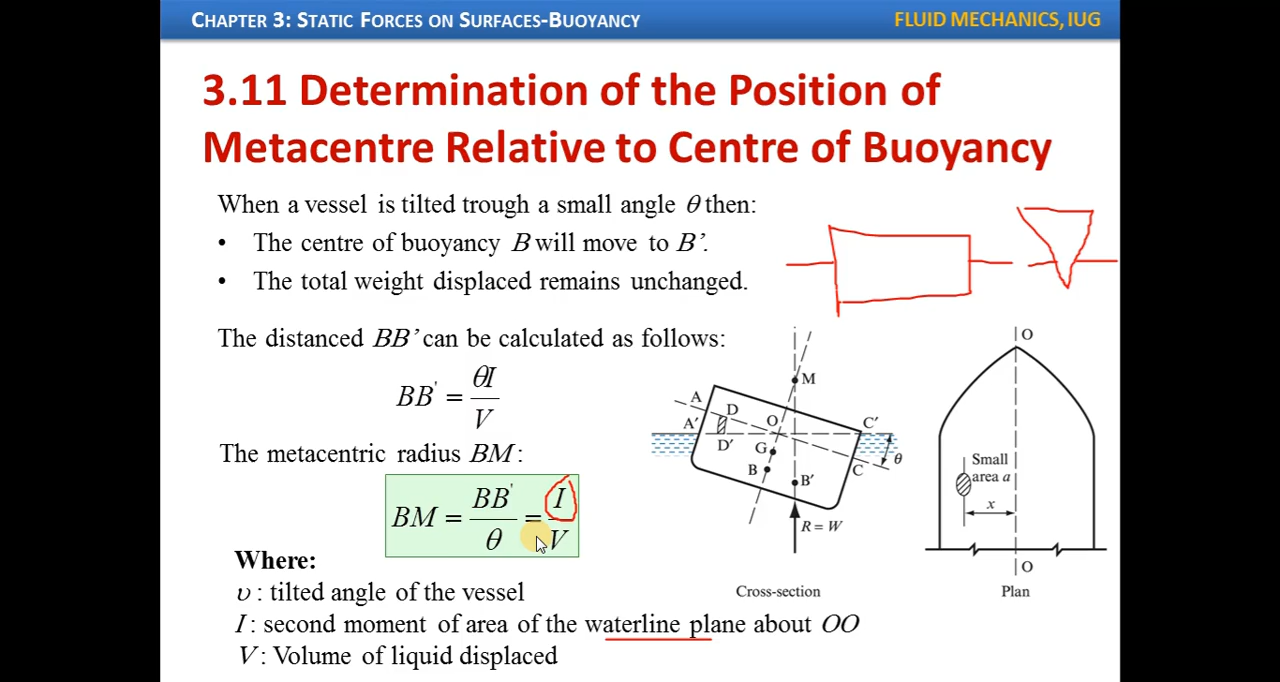 CHAPTER 3: STATIC FORCES ON SURFACES-BUOYANCY
FLUID MECHANICS, IUG
3.11 Determination of the Position of
Metacentre Relative to Centre of Buoyancy
When a vessel is tilted trough a small angle θ then:
• The centre of buoyancy B will move to B’.
• The total weight displaced remains unchanged.
The distanced BB’ can be calculated as follows:
BB' = θI / V
The metacentric radius BM:
BM = BB' / θ = I / V
Where:
υ : tilted angle of the vessel
I : second moment of area of the waterline plane about OO
V : Volume of liquid displaced
M
A
D
O
C'
A'
D'
G
θ
B
C
B'
R = W
Cross-section
O
Small
area a
x
O
Plan